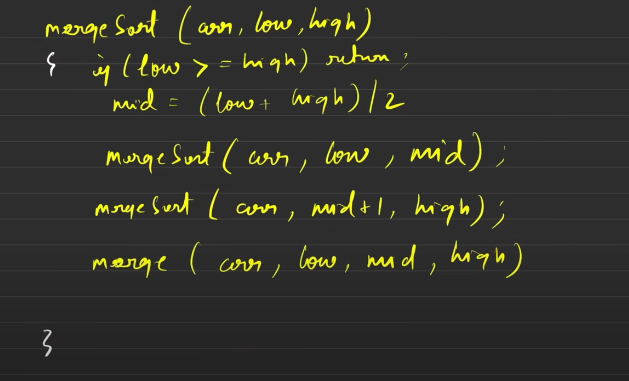 mergeSort (arr, low, high)
{ if (low >= high) return;
mid = (low + high) / 2
mergeSort (arr, low, mid);
mergeSort (arr, mid+1, high);
merge (arr, low, mid, high)
}